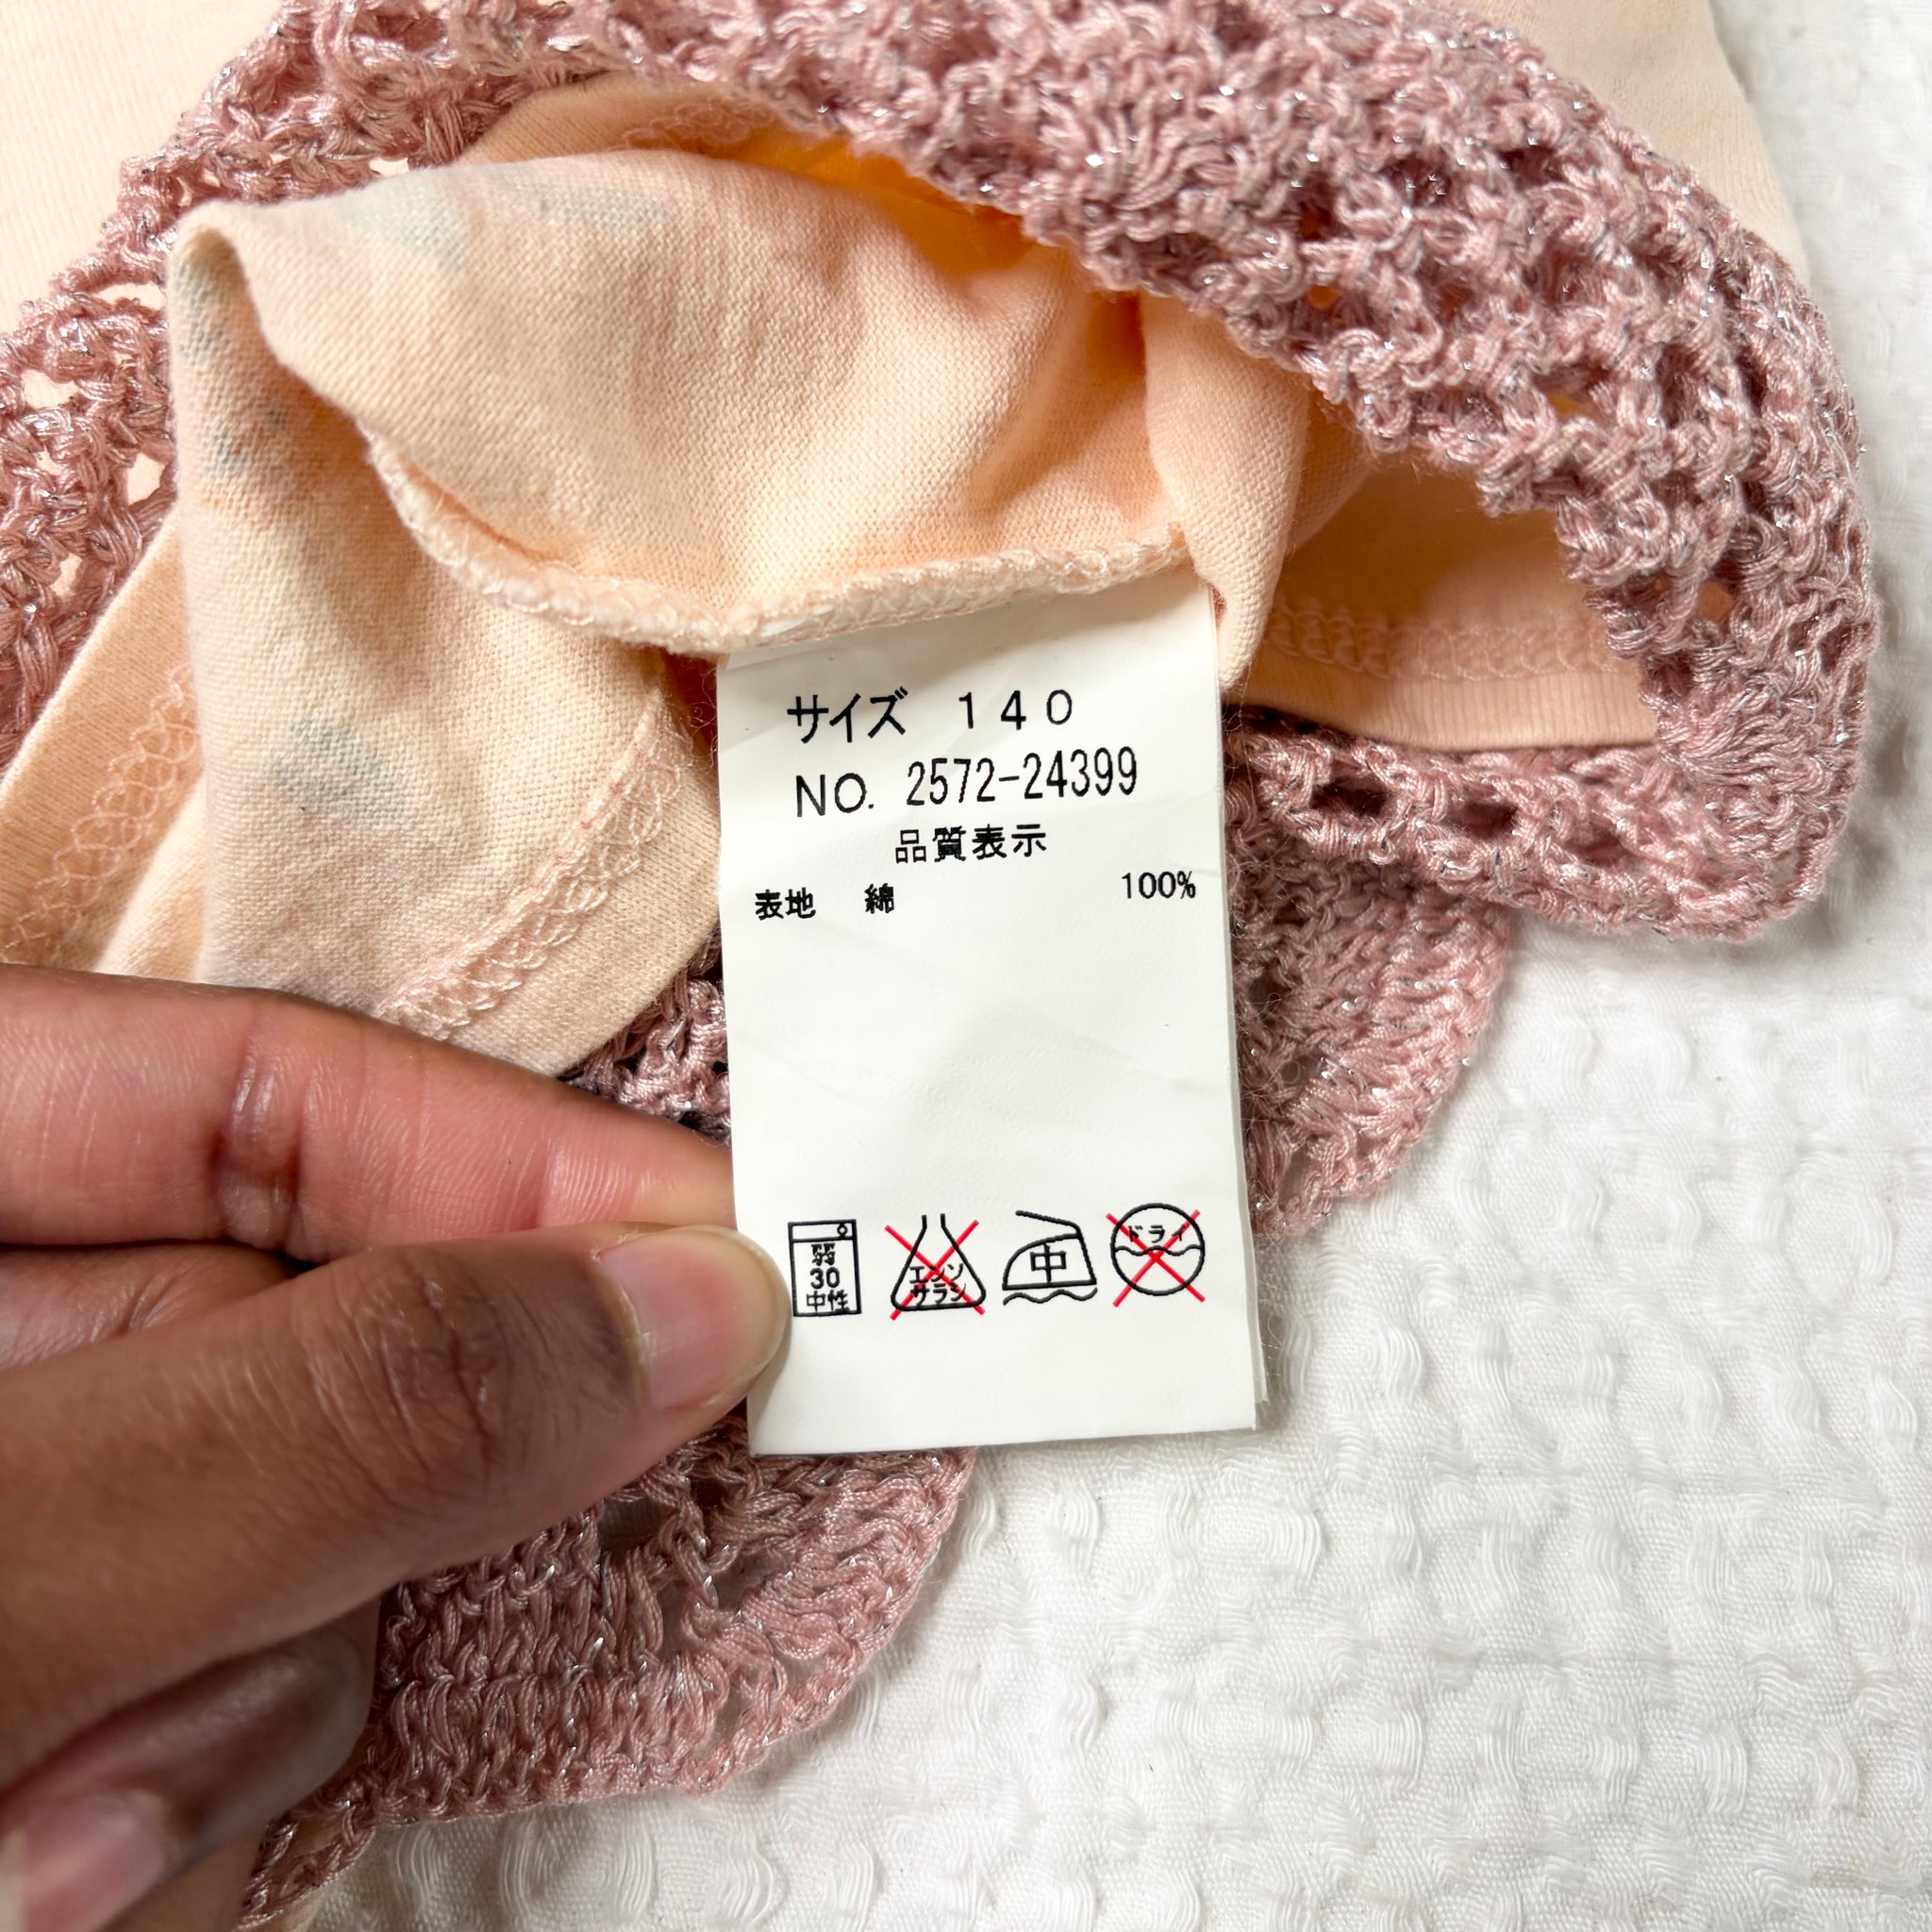 サイズ 140
NO. 2572-24399
品質表示
表地 綿 100%
弱
30
中性
エンソ
サラシ
中
ドライ